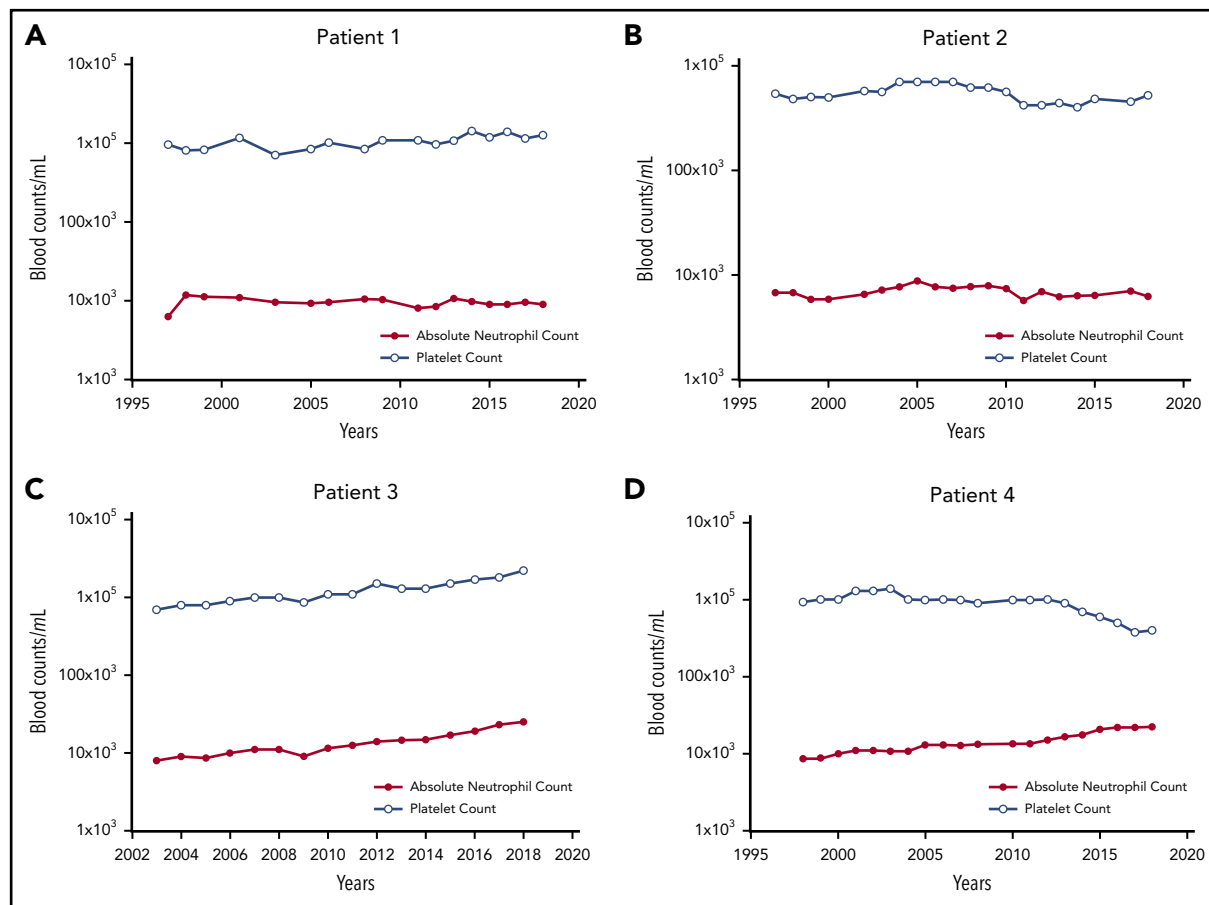 A
Patient 1
10x10⁵
1x10⁵
100x10³
10x10³
1x10³
Blood counts/mL
Absolute Neutrophil Count
Platelet Count
1995 2000 2005 2010 2015 2020
Years
B
Patient 2
1x10⁵
100x10³
10x10³
1x10³
Blood counts/mL
Absolute Neutrophil Count
Platelet Count
1995 2000 2005 2010 2015 2020
Years
C
Patient 3
10x10⁵
1x10⁵
100x10³
10x10³
1x10³
Blood counts/mL
Absolute Neutrophil Count
Platelet Count
2002 2004 2006 2008 2010 2012 2014 2016 2018 2020
Years
D
Patient 4
10x10⁵
1x10⁵
100x10³
10x10³
1x10³
Blood counts/mL
Absolute Neutrophil Count
Platelet Count
1995 2000 2005 2010 2015 2020
Years